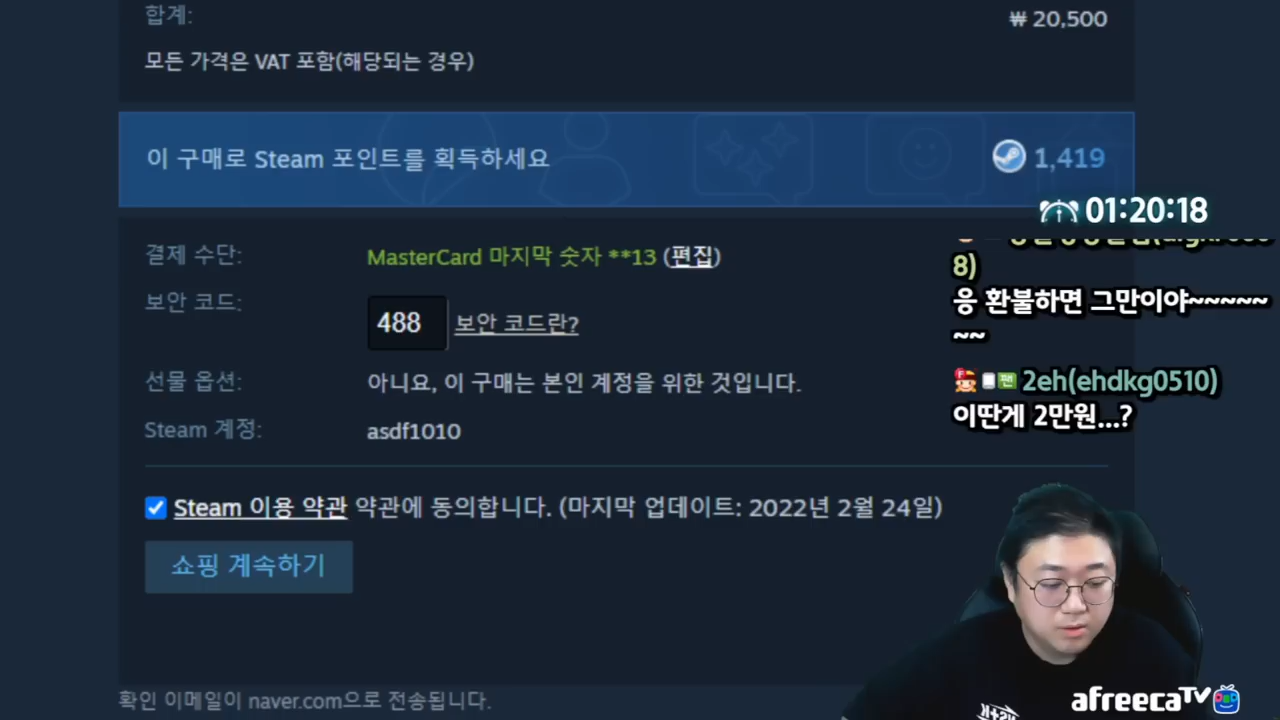 합계:
₩ 20,500
모든 가격은 VAT 포함(해당되는 경우)
이 구매로 Steam 포인트를 획득하세요
1,419
01:20:18
결제 수단:
MasterCard 마지막 숫자 **13 (편집)
8)
보안 코드:
488 보안 코드란?
응 환불하면 그만이야~~~~~
~~
선물 옵션:
아니요, 이 구매는 본인 계정을 위한 것입니다.
F 팬 2eh(ehdkg0510)
이딴게 2만원...?
Steam 계정:
asdf1010
Steam 이용 약관 약관에 동의합니다. (마지막 업데이트: 2022년 2월 24일)
쇼핑 계속하기
확인 이메일이 naver.com으로 전송됩니다.
afreecaTV